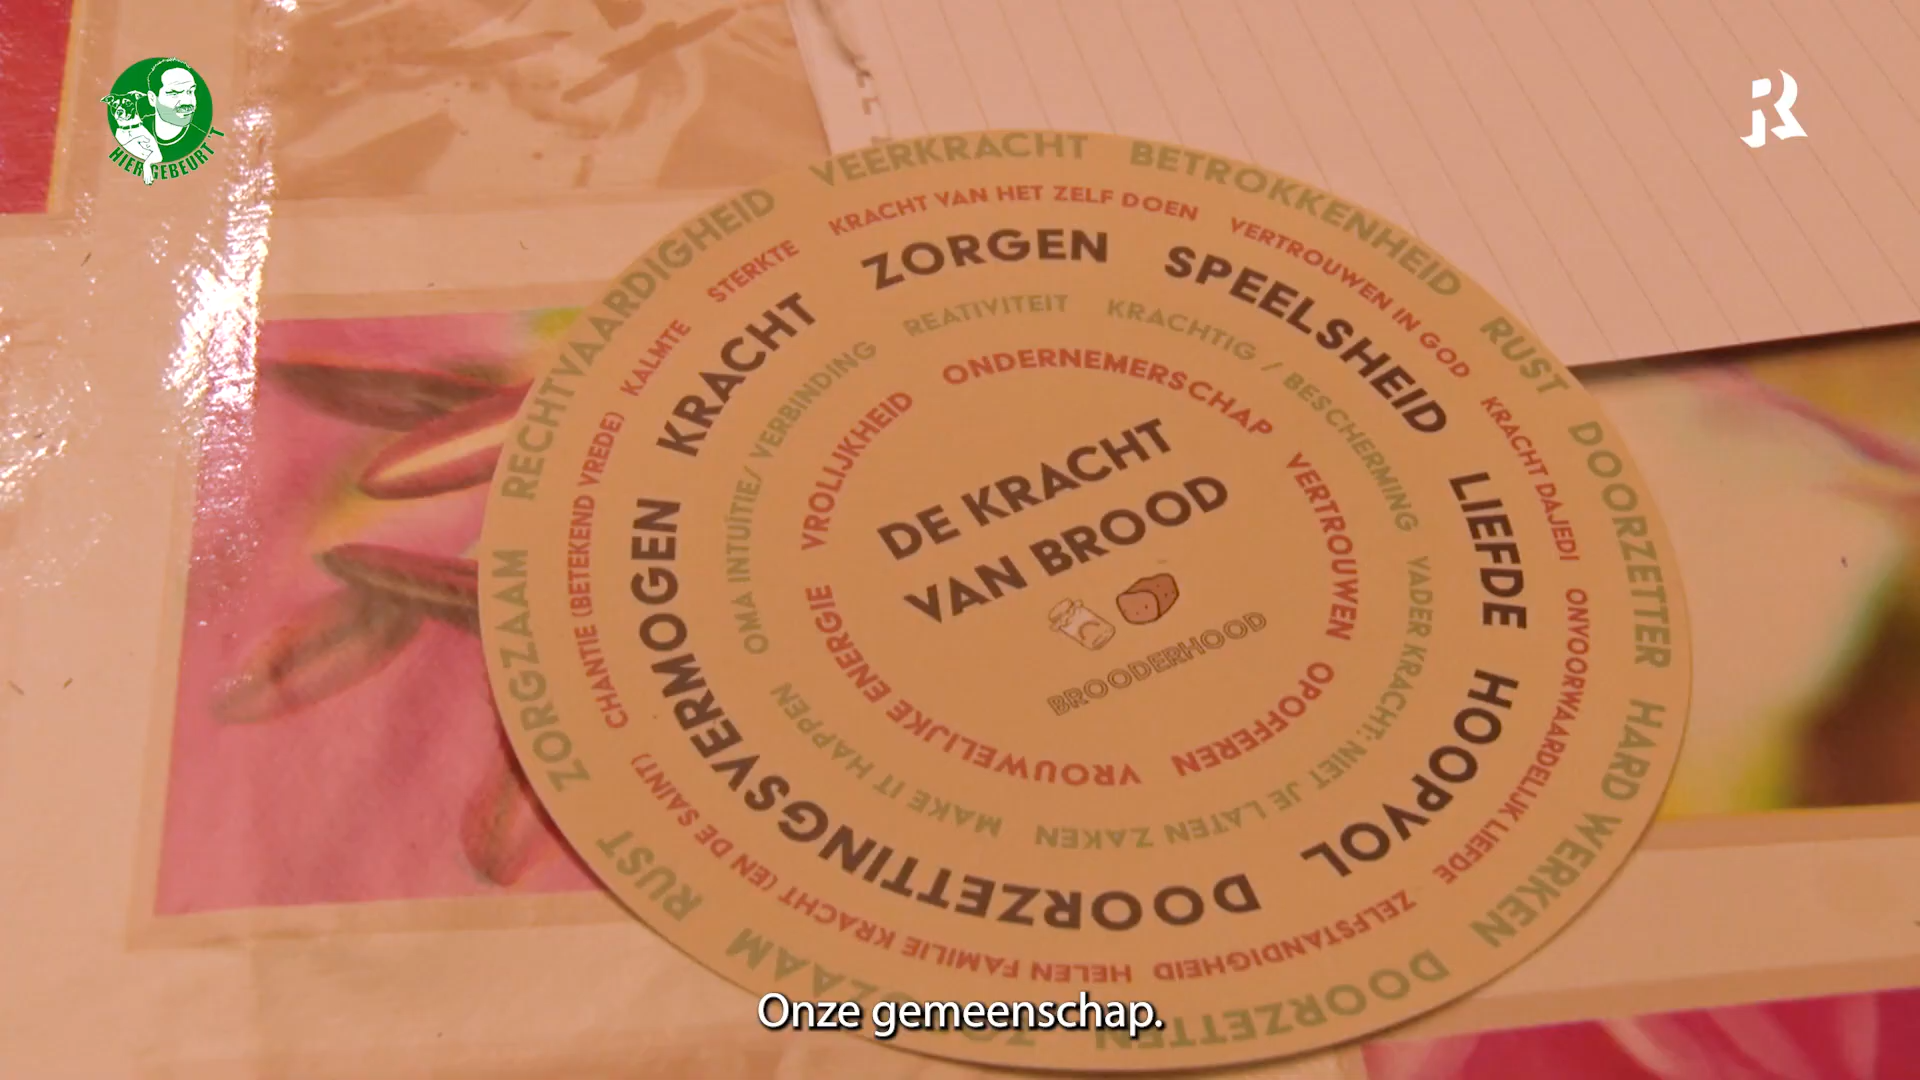 HIER GEBEURT 'T
R
VEERKRACHT BETROKKENHEID RUST DOORZETTER HARD WERKEN DOORZETTEN
RUST ZORGZAAM RECHTVAARDIGHEID
KRACHT VAN HET ZELF DOEN VERTROUWEN IN GOD KRACHT DAJEDI ONVOORWAARDELIJK LIEFDE ZELFSTANDIGHEID HELEN FAMILIE KRACHT (EN DE SAINT) CHANTIE (BETEKEND VREDE) KALMTE STERKTE
ZORGEN SPEELSHEID LIEFDE HOOPVOL DOORZETTINGSVERMOGEN KRACHT
REATIVITEIT KRACHTIG / BESCHERMING VADER KRACHT: NIET JE LATEN ZAKEN MAKE IT HAPPEN OMA INTUÏTIE/ VERBINDING
ONDERNEMERSCHAP VERTROUWEN OPOFFEREN VROUWELIJKE ENERGIE VROLIJKHEID
DE KRACHT
VAN BROOD
BROODERHOOD
Onze gemeenschap.